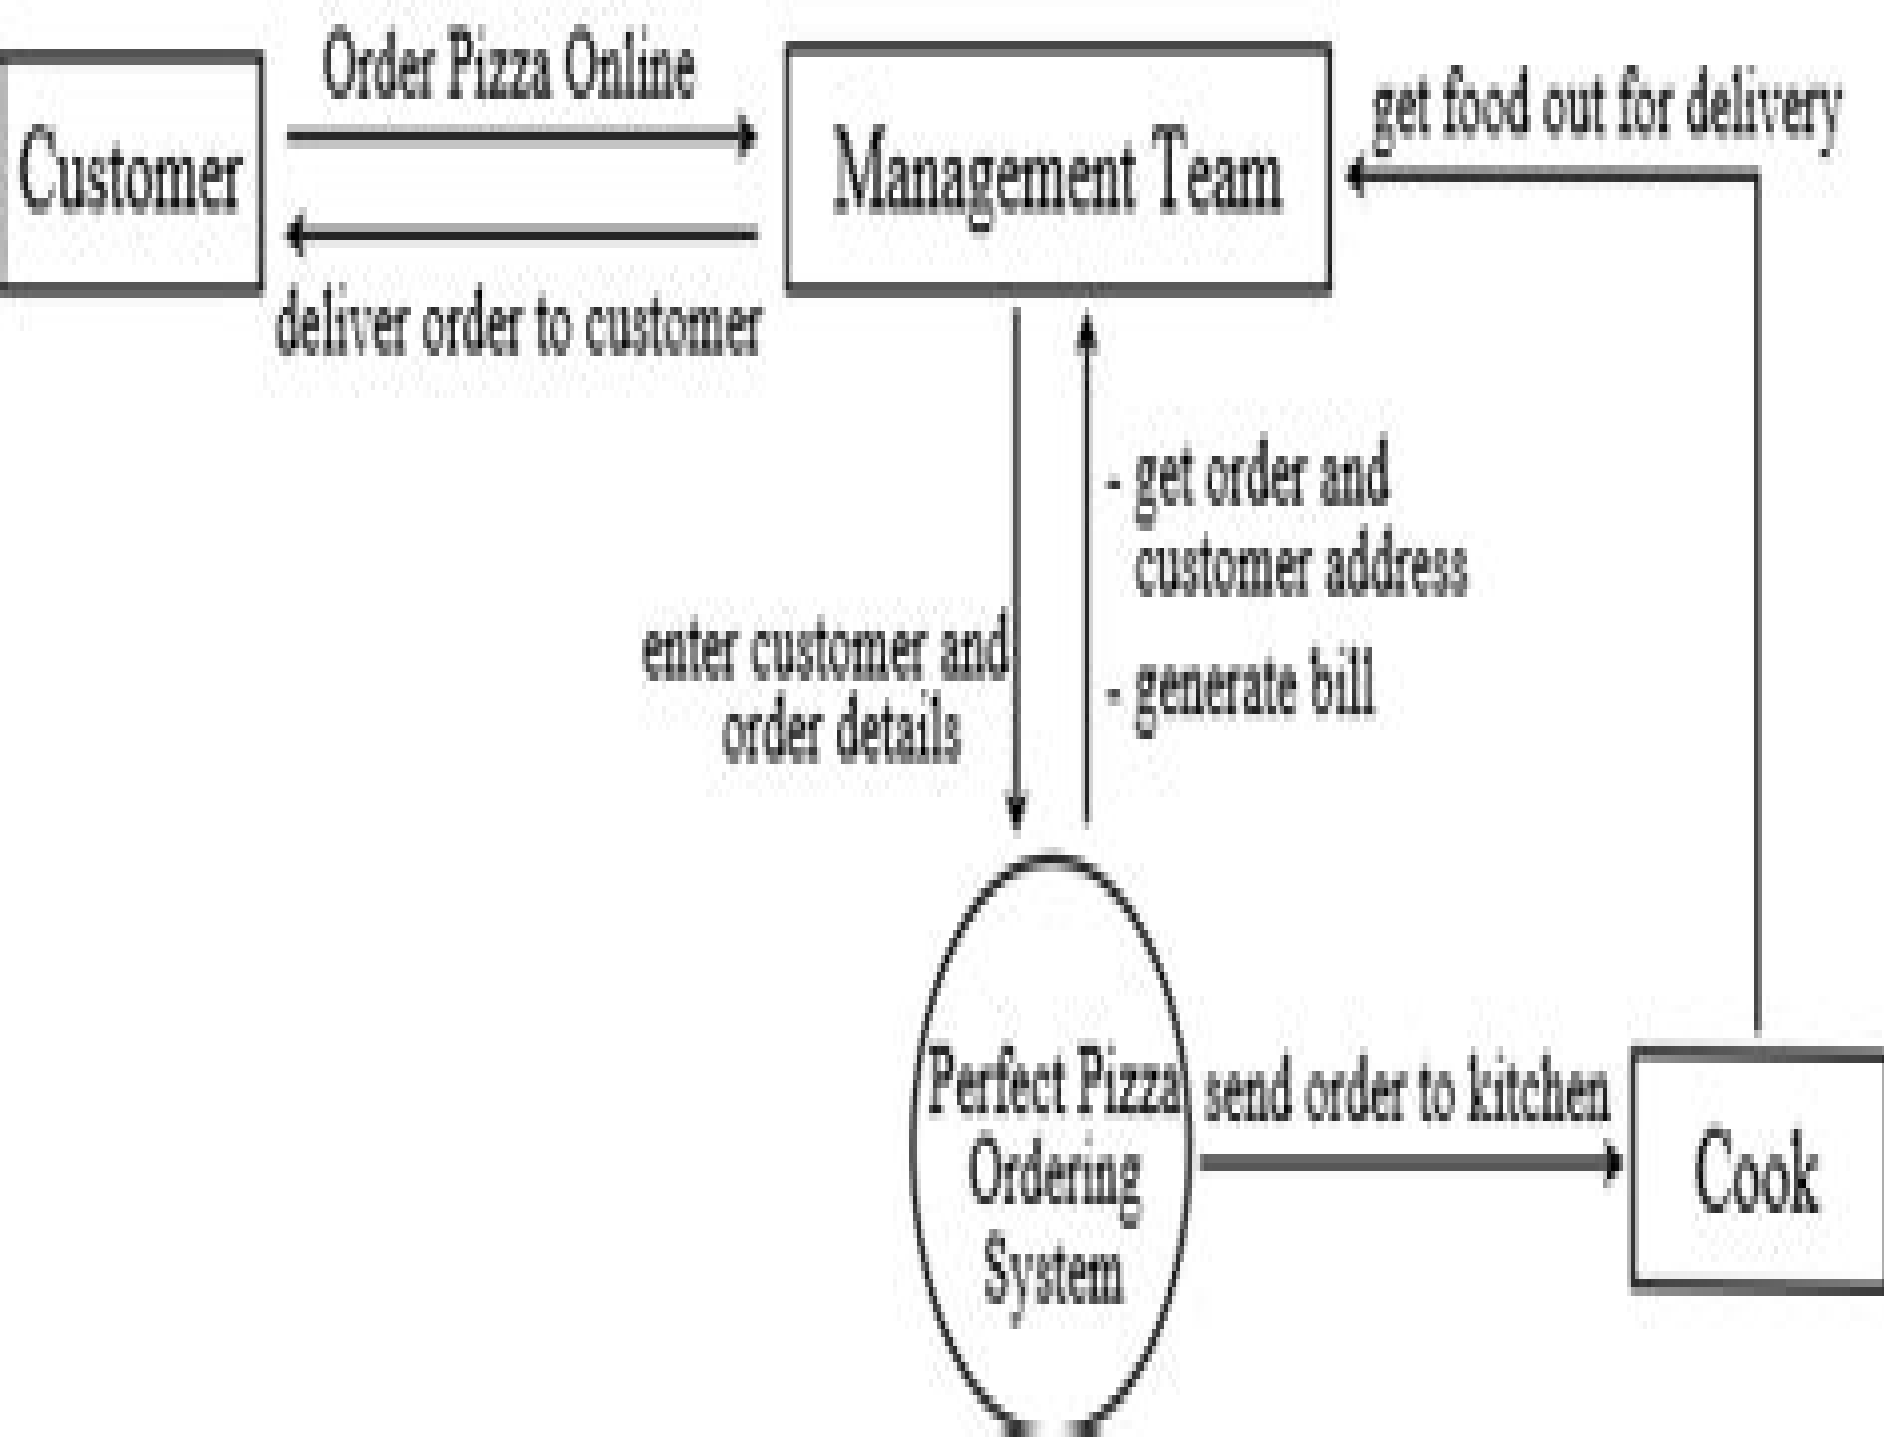 Order Pizza Online
Customer
Management Team
get food out for delivery
deliver order to customer
- get order and
customer address
enter customer and
order details
- generate bill
Perfect Pizza
Ordering
System
send order to kitchen
Cook